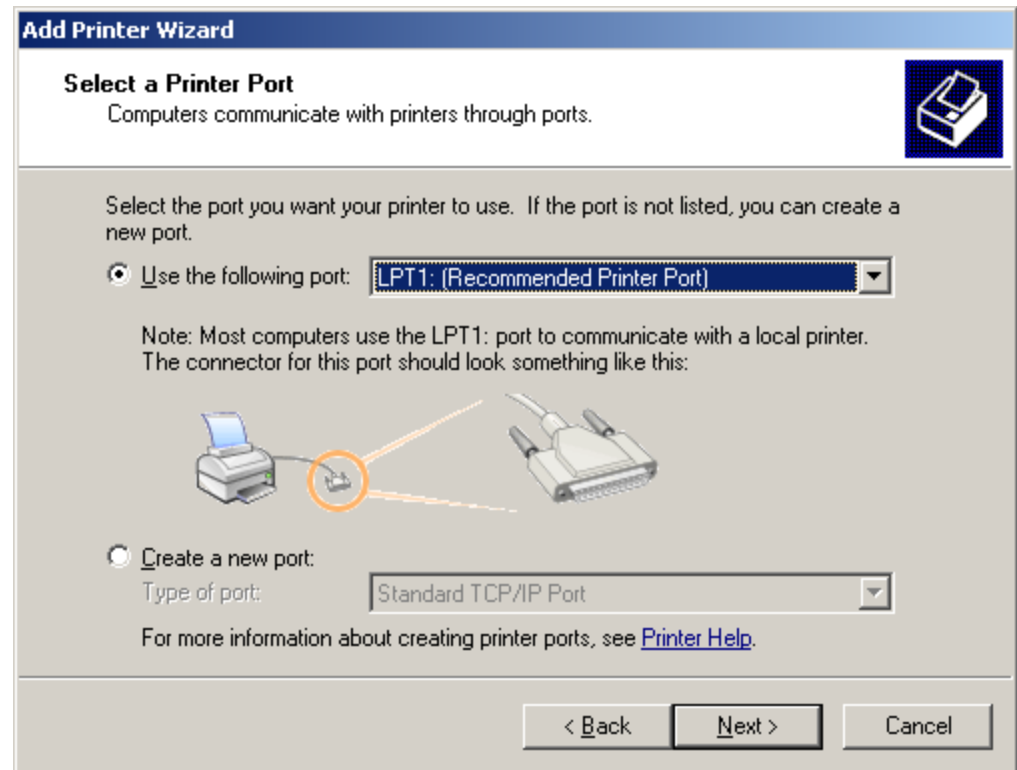 Add Printer Wizard
Select a Printer Port
Computers communicate with printers through ports.
Select the port you want your printer to use.  If the port is not listed, you can create a
new port.
Use the following port: LPT1: (Recommended Printer Port)
Note: Most computers use the LPT1: port to communicate with a local printer.
The connector for this port should look something like this:
Create a new port:
Type of port: Standard TCP/IP Port
For more information about creating printer ports, see Printer Help.
< Back Next > Cancel